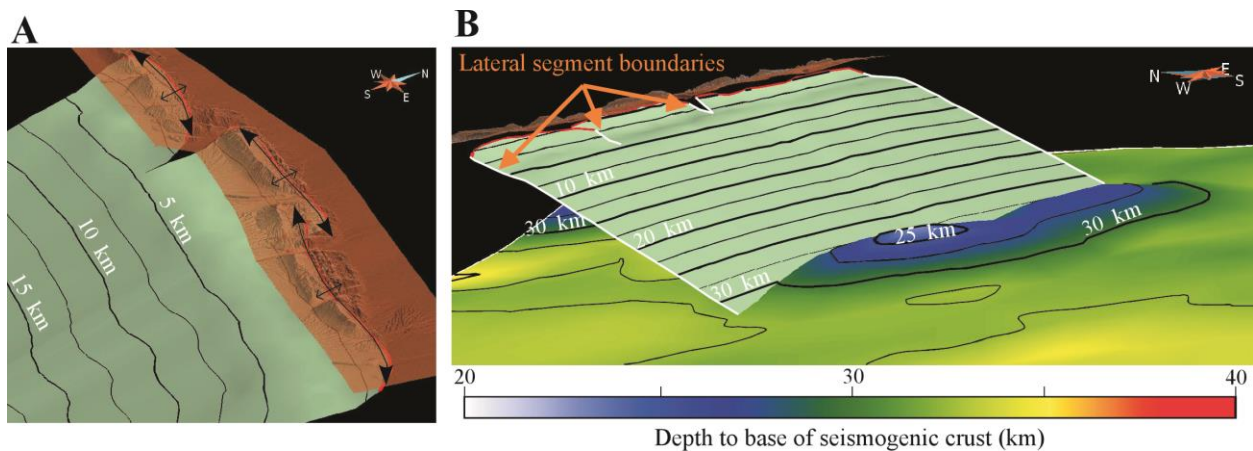 A
W
N
S
E
5 km
10 km
15 km
B
Lateral segment boundaries
N
E
W
S
10 km
30 km
20 km
25 km
30 km
30 km
20
30
40
Depth to base of seismogenic crust (km)